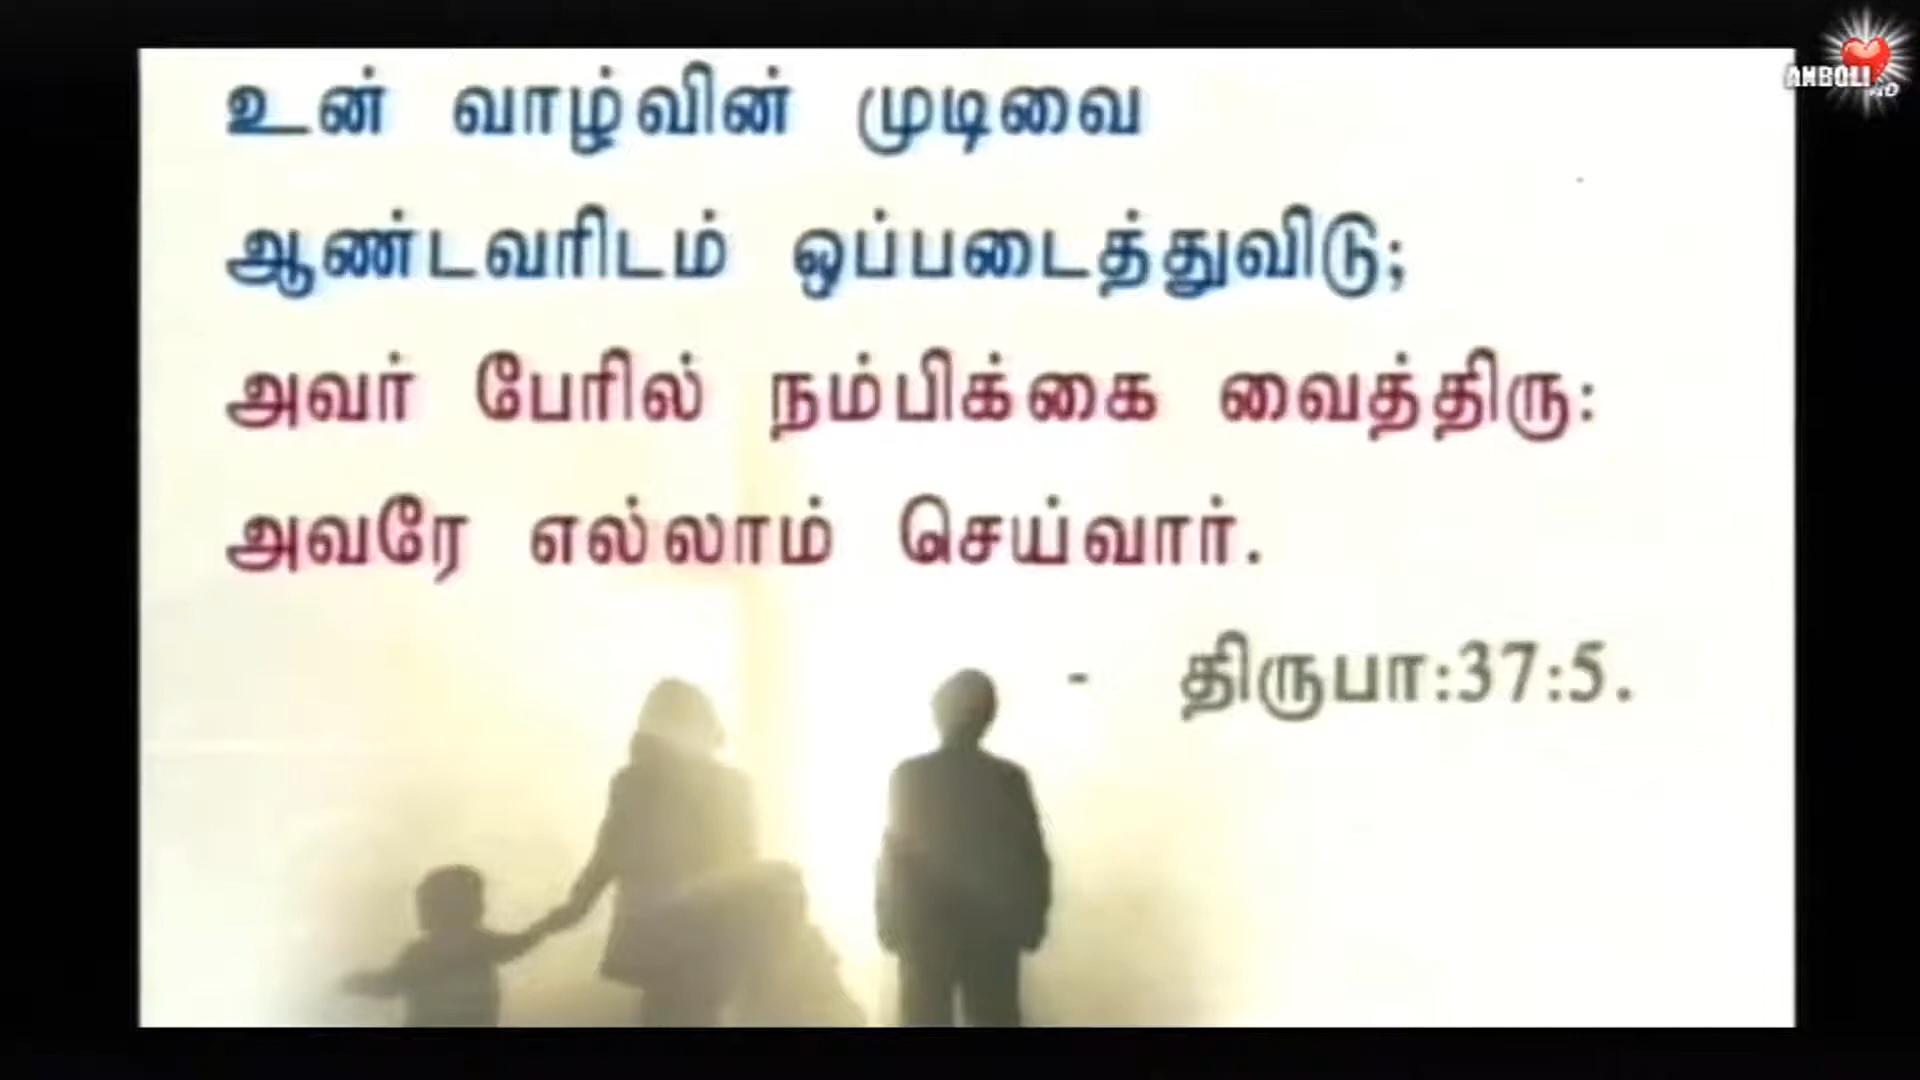 உன் வாழ்வின் முடிவை
ஆண்டவரிடம் ஒப்படைத்துவிடு;
அவர் பேரில் நம்பிக்கை வைத்திரு:
அவரே எல்லாம் செய்வார்.
- திருபா:37:5.
ANBOLI HD